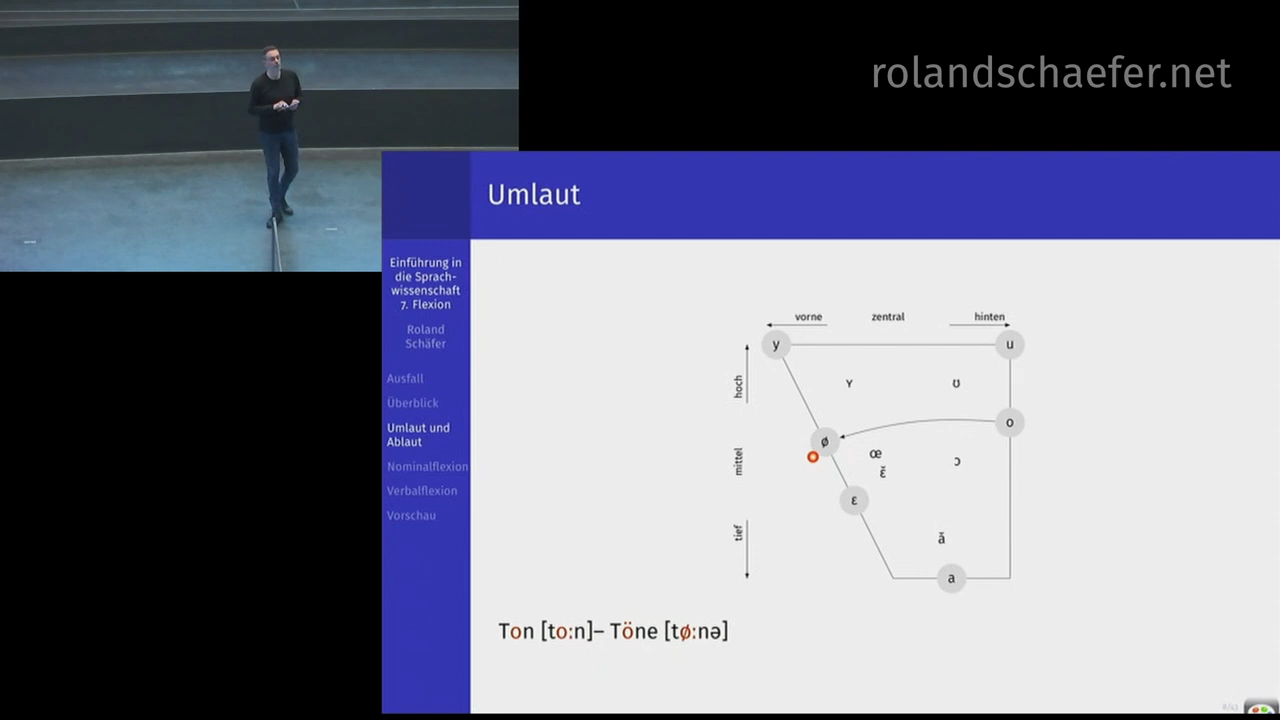 rolandschaefer.net
Umlaut
Einführung in
die Sprach-
wissenschaft
7. Flexion
Roland
Schäfer
Ausfall
Überblick
Umlaut und
Ablaut
Nominalflexion
Verbalflexion
Vorschau
vorne zentral hinten
hoch
mittel
tief
y u
ʏ ʊ
o
ø
œ ɔ
ɛ̆
ɛ
ă
a
Ton [to:n]– Töne [tø:nə]